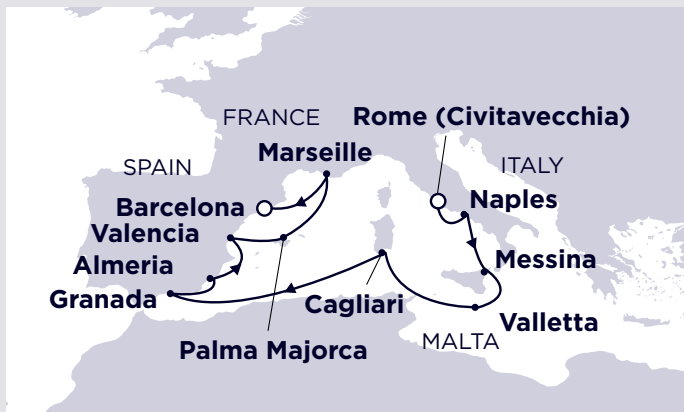 FRANCE
Rome (Civitavecchia)
Marseille
SPAIN
ITALY
Barcelona
Naples
Valencia
Almeria
Messina
Granada
Cagliari
Valletta
MALTA
Palma Majorca